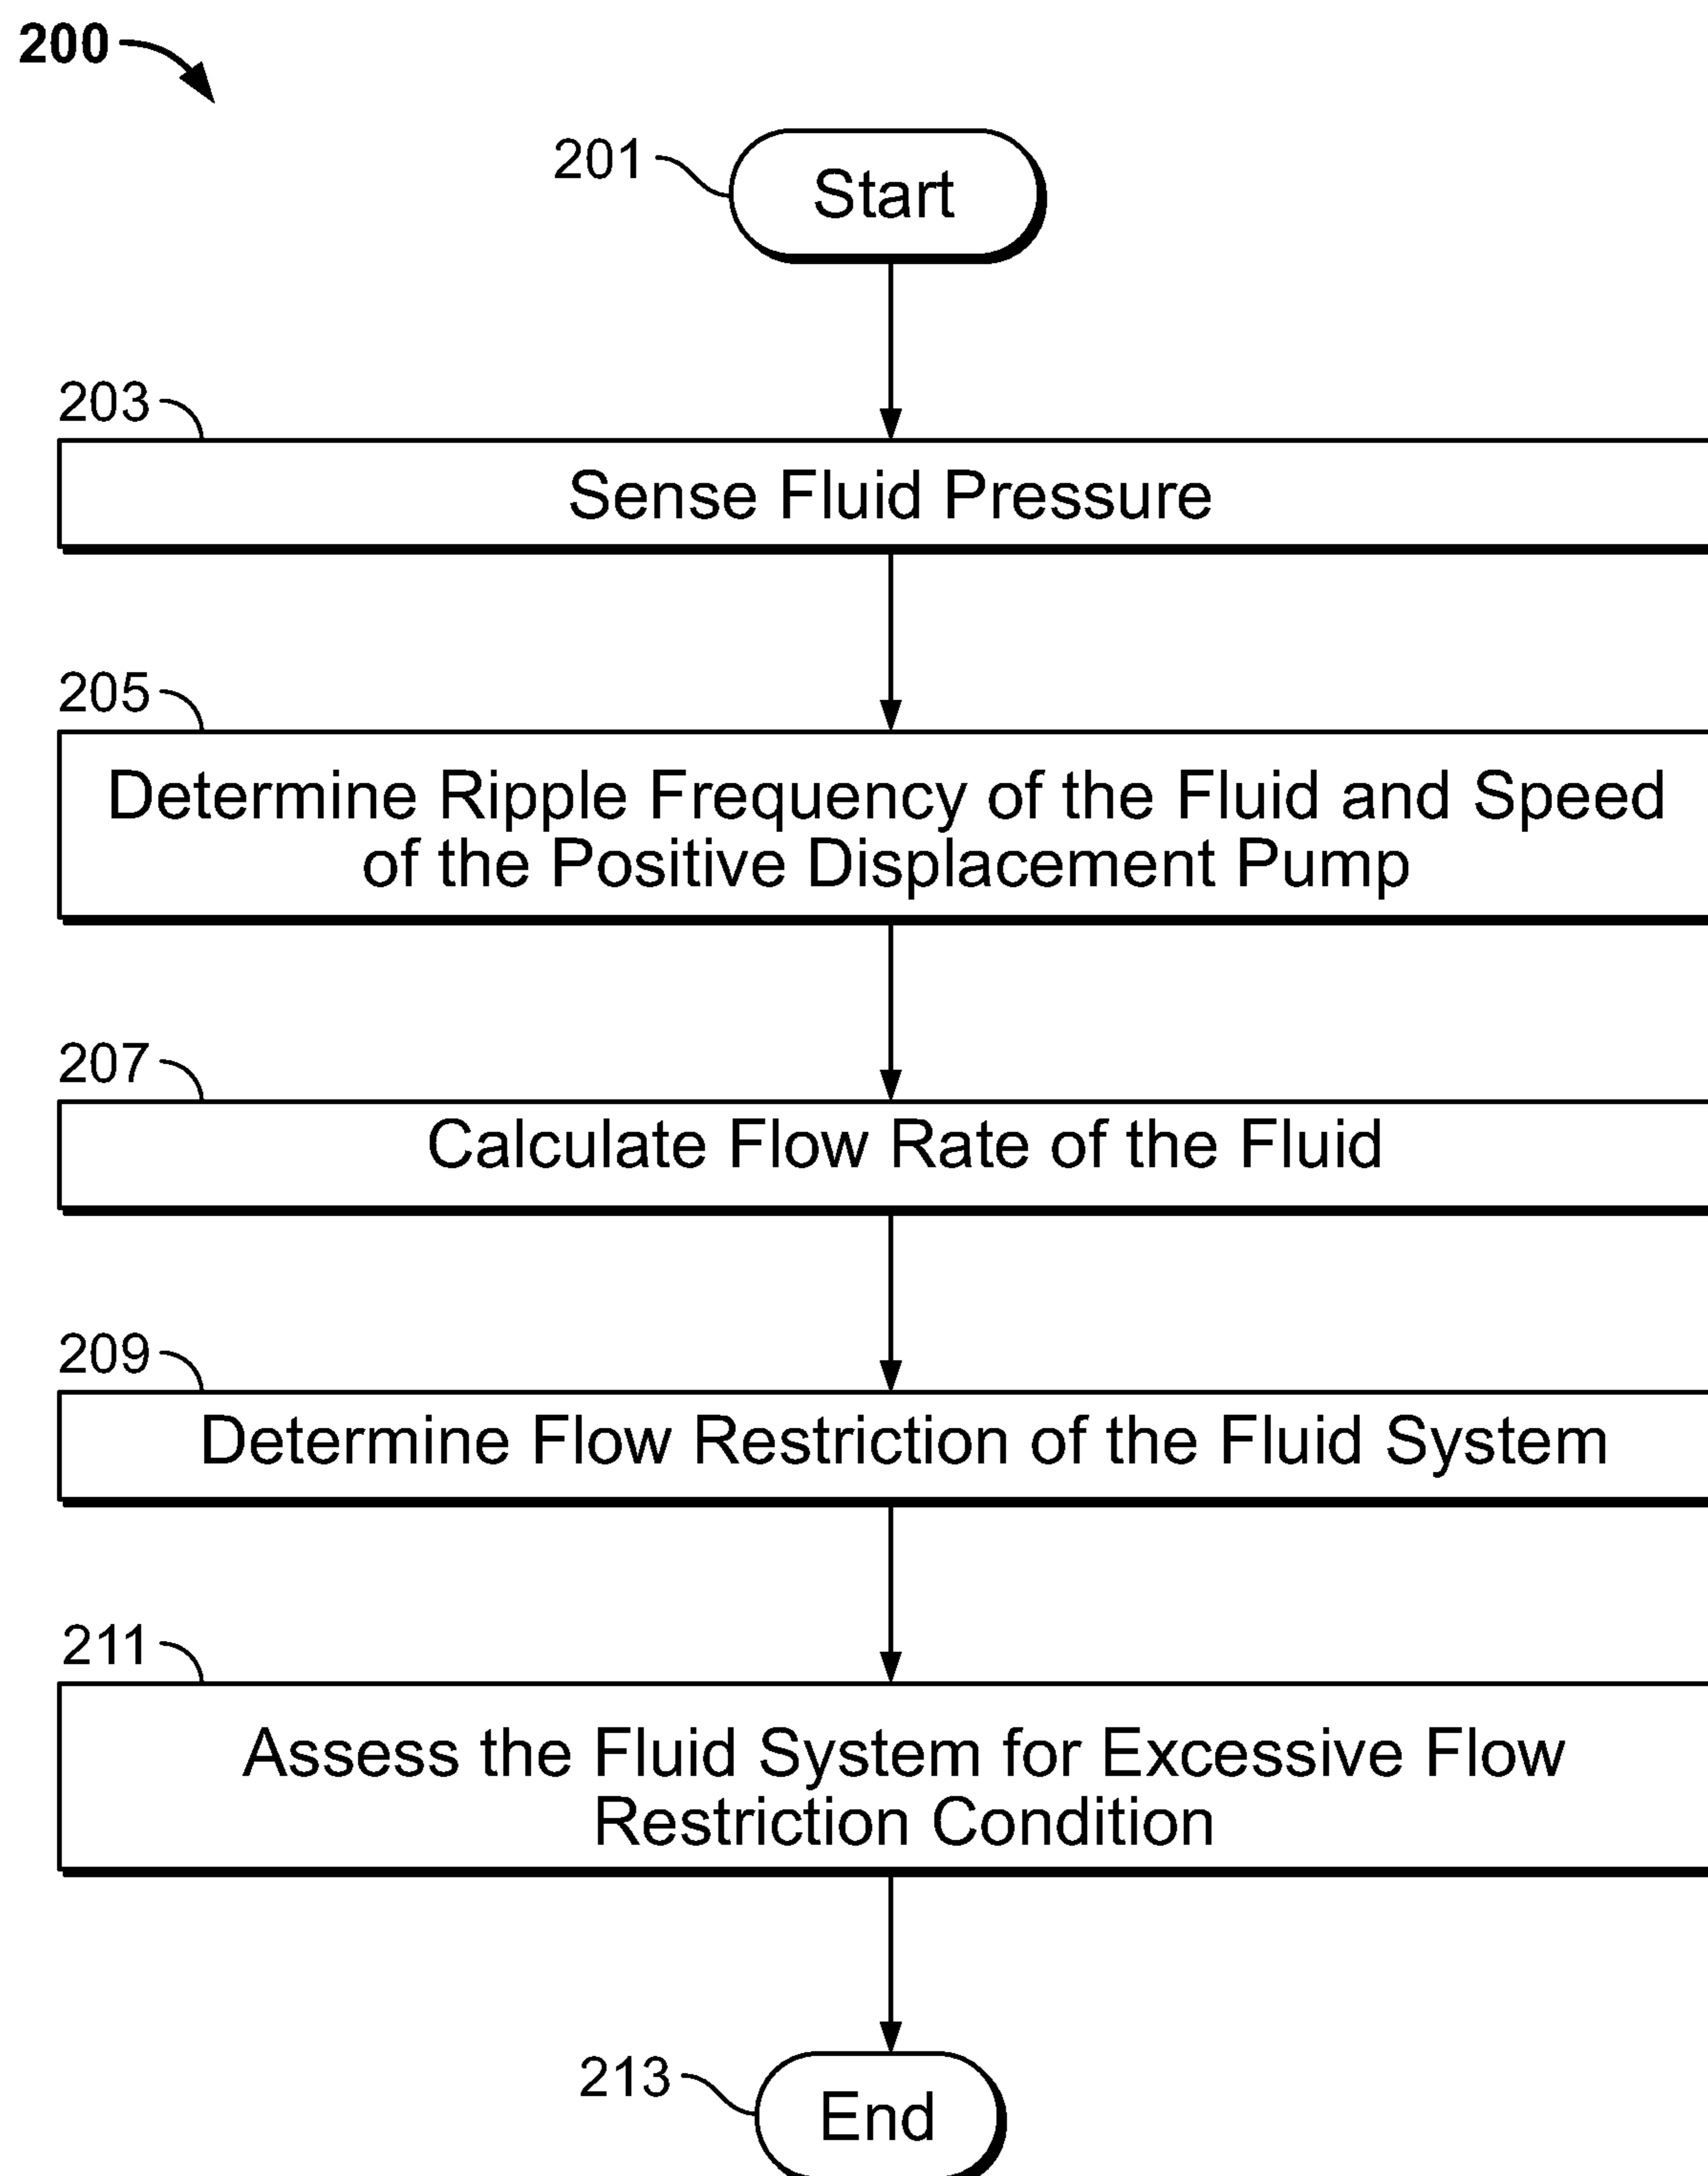 200
201
Start
203
Sense Fluid Pressure
205
Determine Ripple Frequency of the Fluid and Speed
of the Positive Displacement Pump
207
Calculate Flow Rate of the Fluid
209
Determine Flow Restriction of the Fluid System
211
Assess the Fluid System for Excessive Flow
Restriction Condition
213
End